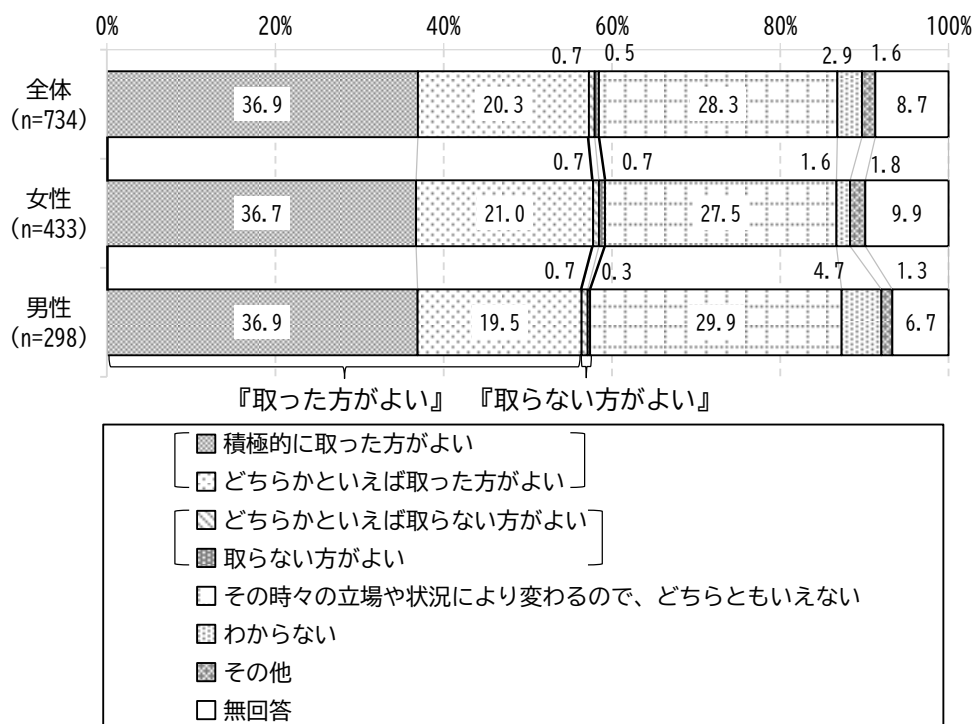 0% 20% 40% 60% 80% 100%
0.7 0.5 2.9 1.6
全体
(n=734)
36.9 20.3 28.3 8.7
0.7 0.7 1.6 1.8
女性
(n=433)
36.7 21.0 27.5 9.9
0.7 0.3 4.7 1.3
男性
(n=298)
36.9 19.5 29.9 6.7
『取った方がよい』 『取らない方がよい』
積極的に取った方がよい
どちらかといえば取った方がよい
どちらかといえば取らない方がよい
取らない方がよい
その時々の立場や状況により変わるので、どちらともいえない
わからない
その他
無回答